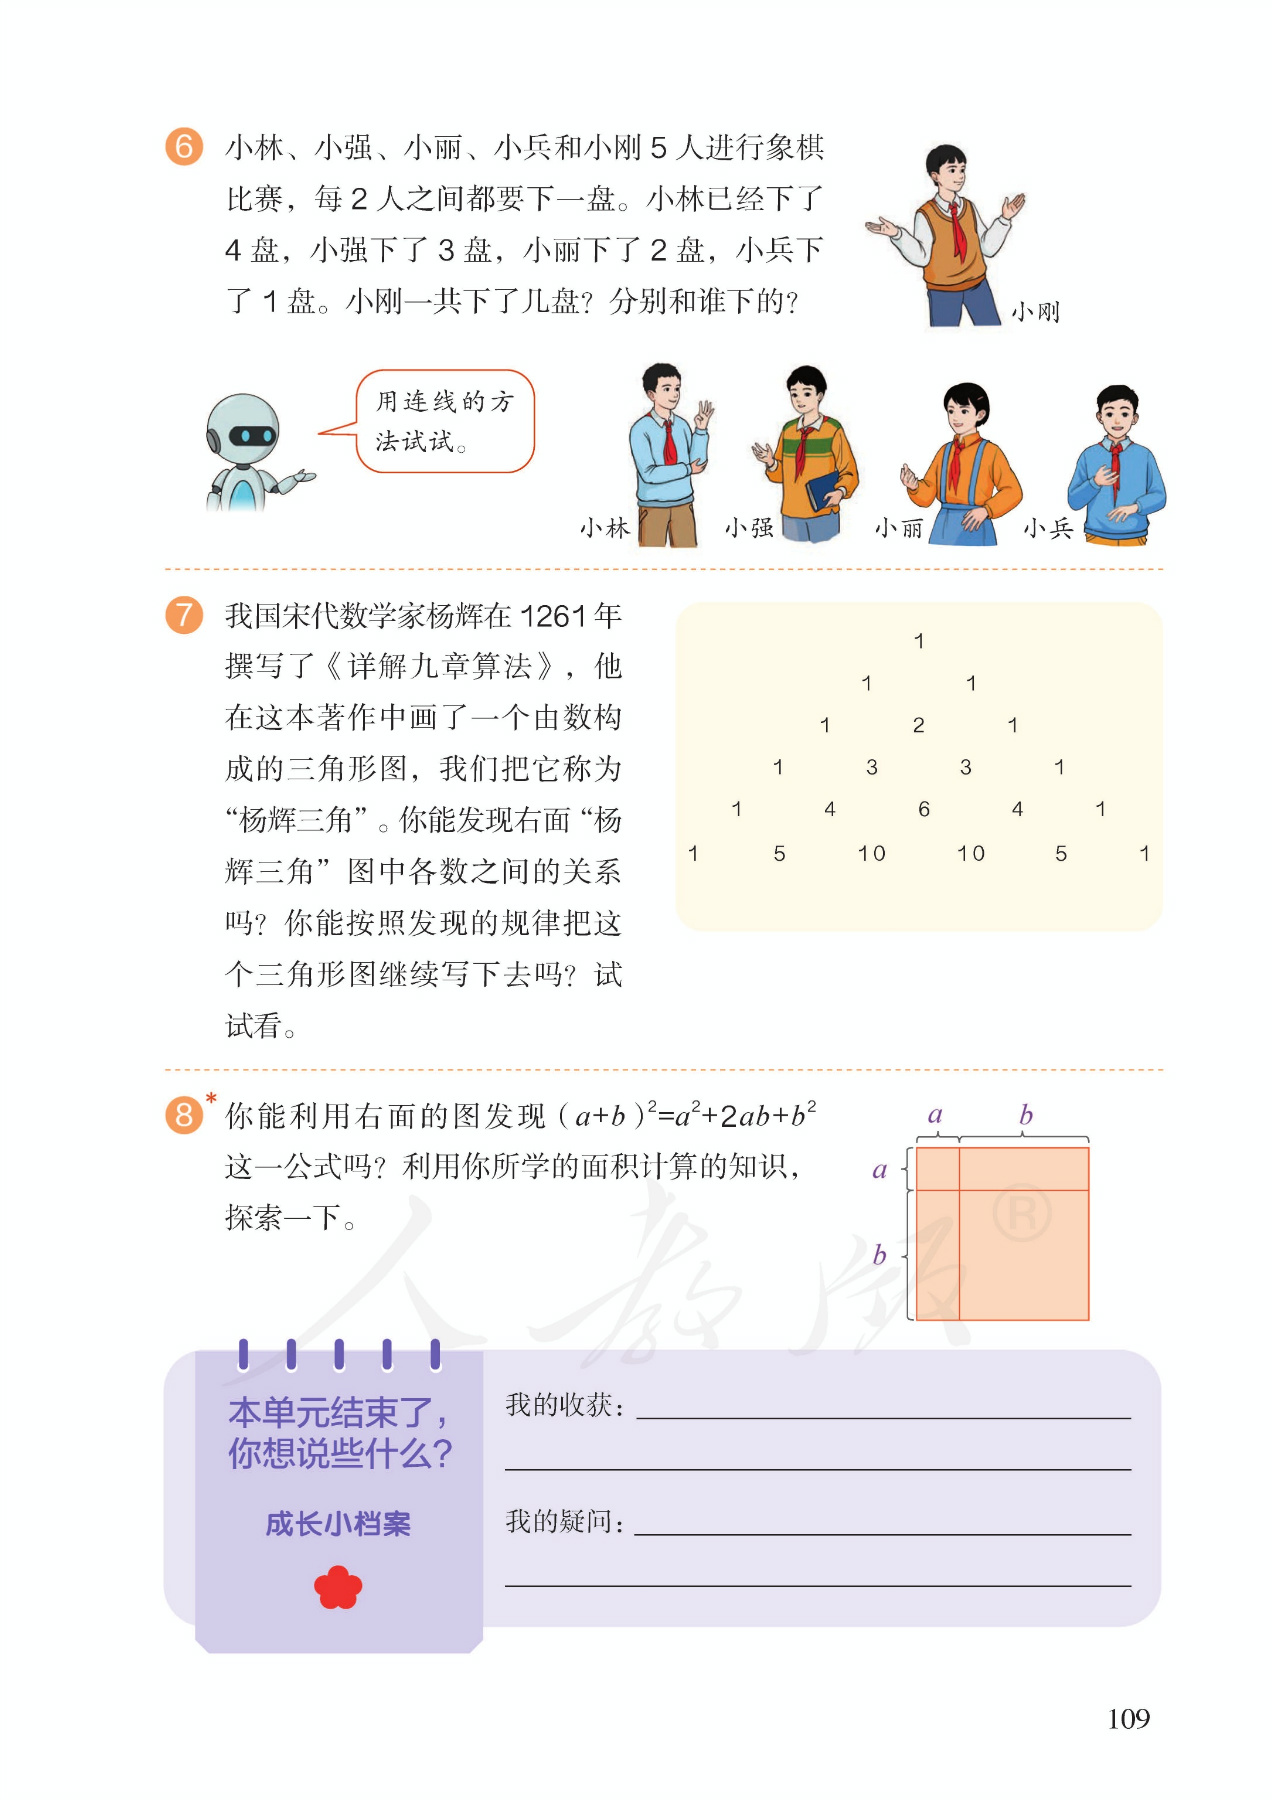 6 小林、小强、小丽、小兵和小刚 5 人进行象棋
比赛，每 2 人之间都要下一盘。小林已经下了
4 盘，小强下了 3 盘，小丽下了 2 盘，小兵下
了 1 盘。小刚一共下了几盘？分别和谁下的？
小刚
用连线的方
法试试。
小林 小强 小丽 小兵
7 我国宋代数学家杨辉在 1261 年
撰写了《详解九章算法》，他
在这本著作中画了一个由数构
成的三角形图，我们把它称为
“杨辉三角”。你能发现右面“杨
辉三角”图中各数之间的关系
吗？你能按照发现的规律把这
个三角形图继续写下去吗？试
试看。
1
1 1
1 2 1
1 3 3 1
1 4 6 4 1
1 5 10 10 5 1
8* 你能利用右面的图发现（a+b）²=a²+2ab+b²
这一公式吗？利用你所学的面积计算的知识，
探索一下。
a b
a
b
人教版®
本单元结束了，
你想说些什么？
成长小档案
我的收获：
我的疑问：
109